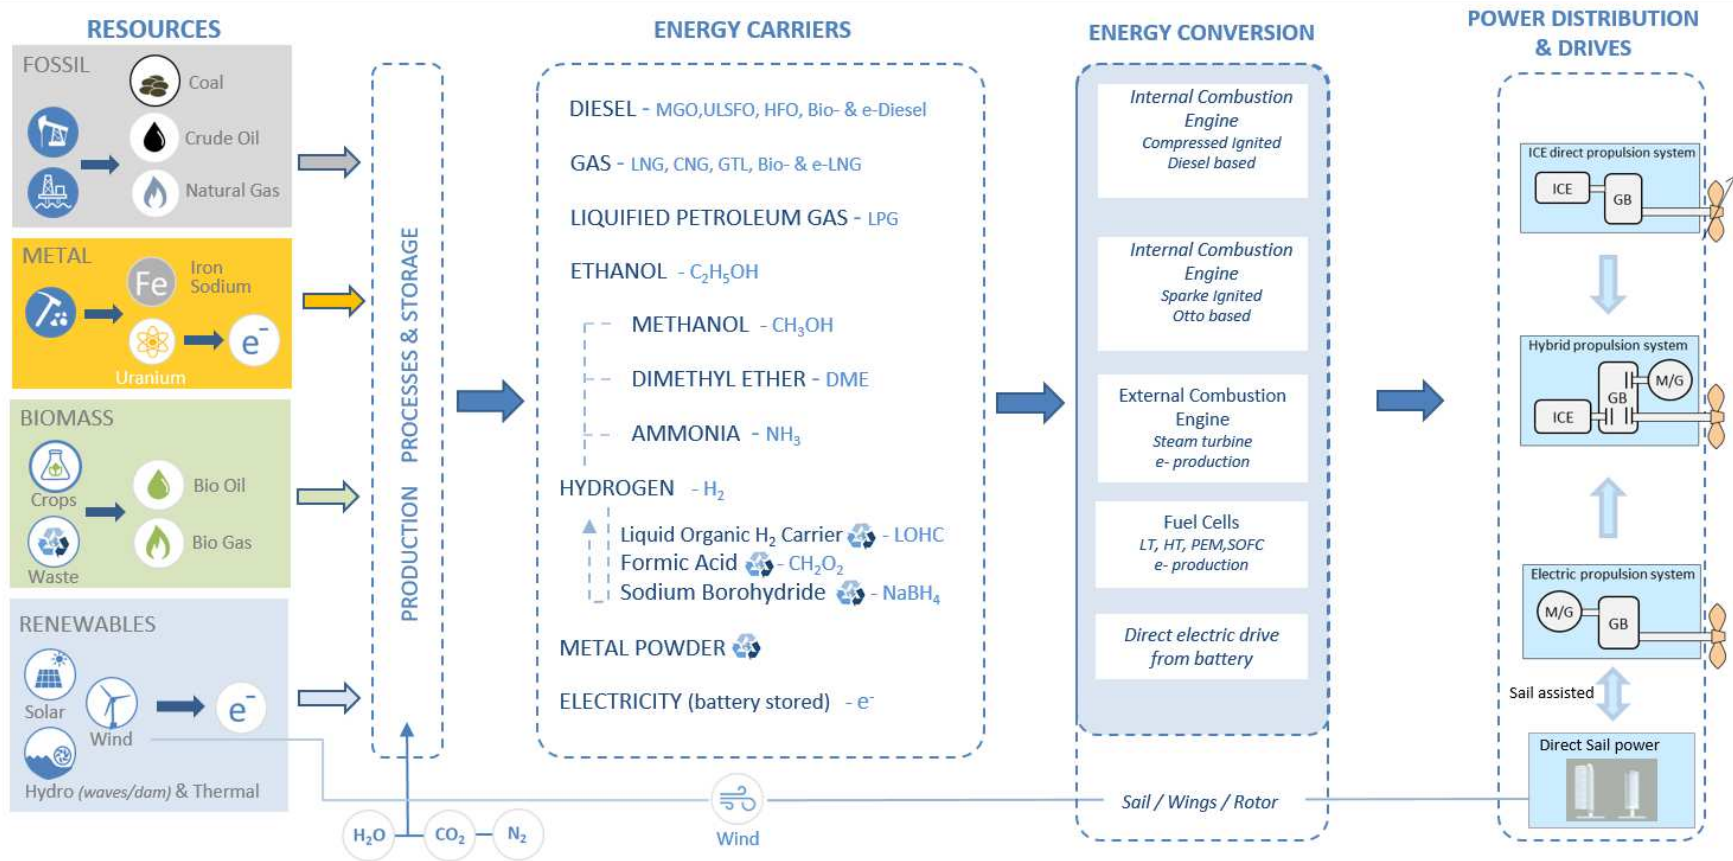 RESOURCES
FOSSIL
Coal
Crude Oil
Natural Gas
METAL
Fe
Iron
Sodium
Uranium
e⁻
BIOMASS
Crops
Waste
Bio Oil
Bio Gas
RENEWABLES
Solar
Wind
e⁻
Hydro (waves/dam) & Thermal
PRODUCTION PROCESSES & STORAGE
H₂O
CO₂
N₂
ENERGY CARRIERS
DIESEL - MGO,ULSFO, HFO, Bio- & e-Diesel
GAS - LNG, CNG, GTL, Bio- & e-LNG
LIQUIFIED PETROLEUM GAS - LPG
ETHANOL - C₂H₅OH
METHANOL - CH₃OH
DIMETHYL ETHER - DME
AMMONIA - NH₃
HYDROGEN - H₂
Liquid Organic H₂ Carrier - LOHC
Formic Acid - CH₂O₂
Sodium Borohydride - NaBH₄
METAL POWDER
ELECTRICITY (battery stored) - e⁻
Wind
ENERGY CONVERSION
Internal Combustion
Engine
Compressed Ignited
Diesel based
Internal Combustion
Engine
Sparke Ignited
Otto based
External Combustion
Engine
Steam turbine
e- production
Fuel Cells
LT, HT, PEM,SOFC
e- production
Direct electric drive
from battery
Sail / Wings / Rotor
POWER DISTRIBUTION
& DRIVES
ICE direct propulsion system
ICE
GB
Hybrid propulsion system
M/G
GB
ICE
Electric propulsion system
M/G
GB
Sail assisted
Direct Sail power